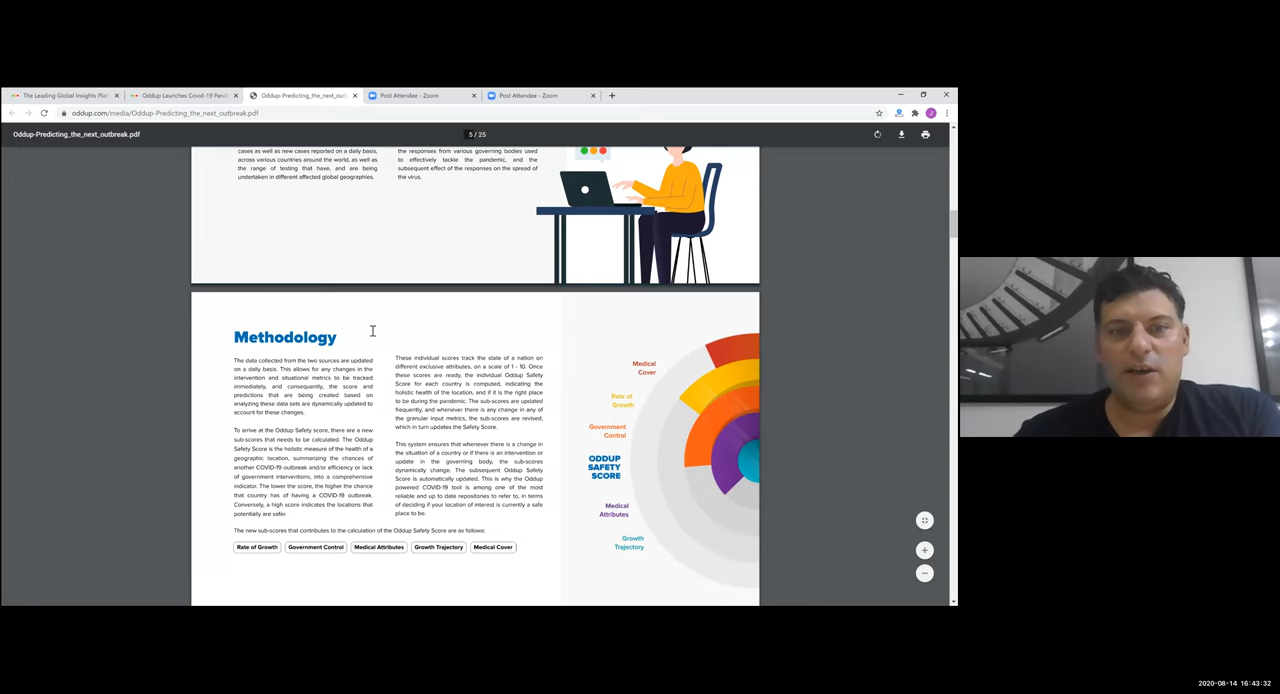 The Leading Global Insights Plat
Oddup Launches Covid-19 Pand
Oddup-Predicting_the_next_outb
Post Attendee - Zoom
Post Attendee - Zoom
oddup.com/media/Oddup-Predicting_the_next_outbreak.pdf
J
Oddup-Predicting_the_next_outbreak.pdf
5 / 25
cases as well as new cases reported on a daily basis,
across various countries around the world, as well as
the range of testing that have, and are being
undertaken in different affected global geographies.
the responses from various governing bodies used
to effectively tackle the pandemic, and the
subsequent effect of the responses on the spread of
the virus.
Methodology
The data collected from the two sources are updated
on a daily basis. This allows for any changes in the
intervention and situational metrics to be tracked
immediately, and consequently, the score and
predictions that are being created based on
analyzing these data sets are dynamically updated to
account for these changes.
To arrive at the Oddup Safety score, there are a new
sub-scores that needs to be calculated. The Oddup
Safety Score is the holistic measure of the health of a
geographic location, summarizing the chances of
another COVID-19 outbreak and/or efficiency or lack
of government interventions, into a comprehensive
indicator. The lower the score, the higher the chance
that country has of having a COVID-19 outbreak.
Conversely, a high score indicates the locations that
potentially are safer.
These individual scores track the state of a nation on
different exclusive attributes, on a scale of 1 - 10. Once
these scores are ready, the individual Oddup Safety
Score for each country is computed, indicating the
holistic health of the location, and if it is the right place
to be during the pandemic. The sub-scores are updated
frequently, and whenever there is any change in any of
the granular input metrics, the sub-scores are revised,
which in turn updates the Safety Score.
This system ensures that whenever there is a change in
the situation of a country or if there is an intervention or
update in the governing body, the sub-scores
dynamically change. The subsequent Oddup Safety
Score is automatically updated. This is why the Oddup
powered COVID-19 tool is among one of the most
reliable and up to date repositories to refer to, in terms
of deciding if your location of interest is currently a safe
place to be.
The new sub-scores that contributes to the calculation of the Oddup Safety Score are as follows:
Rate of Growth
Government Control
Medical Attributes
Growth Trajectory
Medical Cover
Medical
Cover
Rate of
Growth
Government
Control
ODDUP
SAFETY
SCORE
Medical
Attributes
Growth
Trajectory
2020-08-14 16:43:32